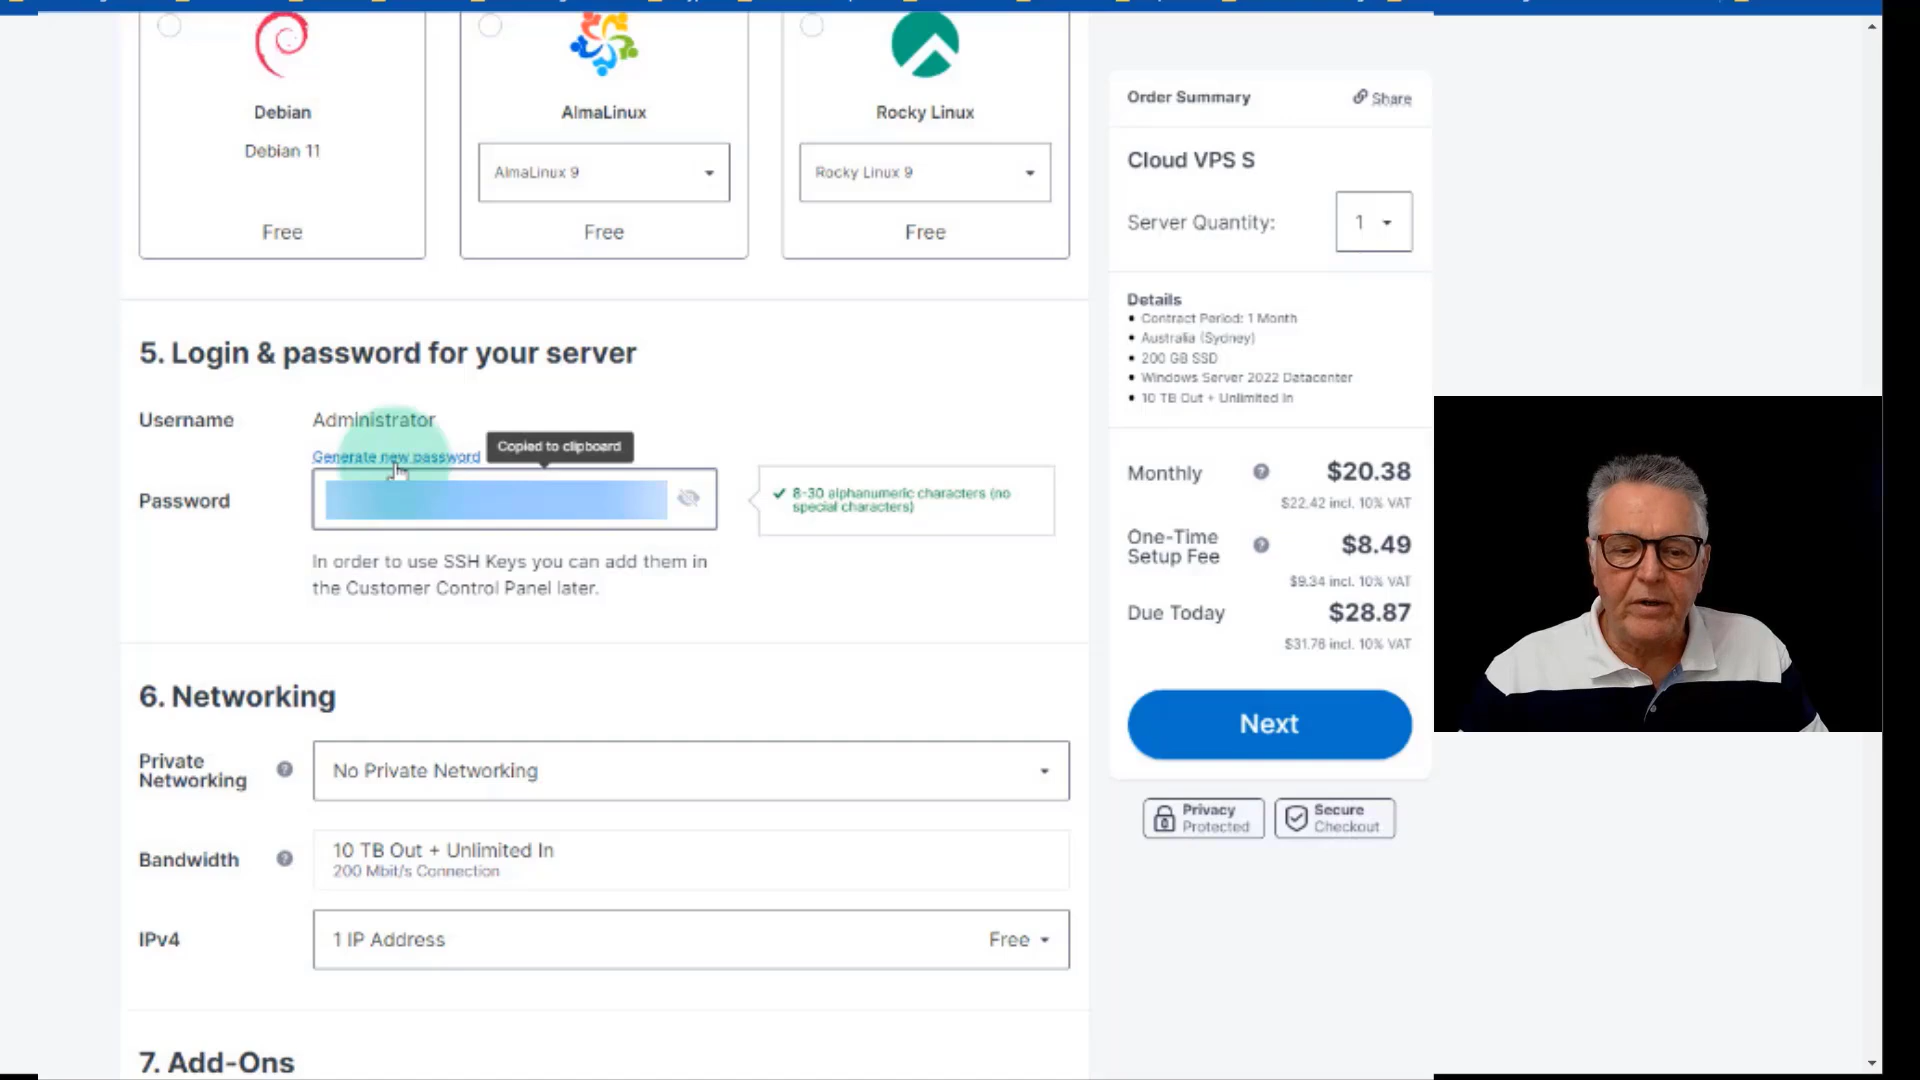 Debian
AlmaLinux
Rocky Linux
Debian 11
AlmaLinux 9
Rocky Linux 9
Free
Free
Free
5. Login & password for your server
Username
Administrator
Generate new password
Copied to clipboard
Password
8-30 alphanumeric characters (no
special characters)
In order to use SSH Keys you can add them in
the Customer Control Panel later.
6. Networking
Private
Networking
No Private Networking
Bandwidth
10 TB Out + Unlimited In
200 Mbit/s Connection
IPv4
1 IP Address
Free
7. Add-Ons
Order Summary
Share
Cloud VPS S
Server Quantity:
1
Details
• Contract Period: 1 Month
• Australia (Sydney)
• 200 GB SSD
• Windows Server 2022 Datacenter
• 10 TB Out + Unlimited In
Monthly
$20.38
$22.42 incl. 10% VAT
One-Time
Setup Fee
$8.49
$9.34 incl. 10% VAT
Due Today
$28.87
$31.76 incl. 10% VAT
Next
Privacy
Protected
Secure
Checkout